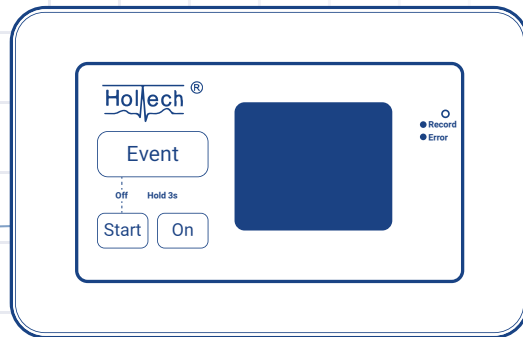 Holtech ®
Event
Off Hold 3s
Start On
Record
Error